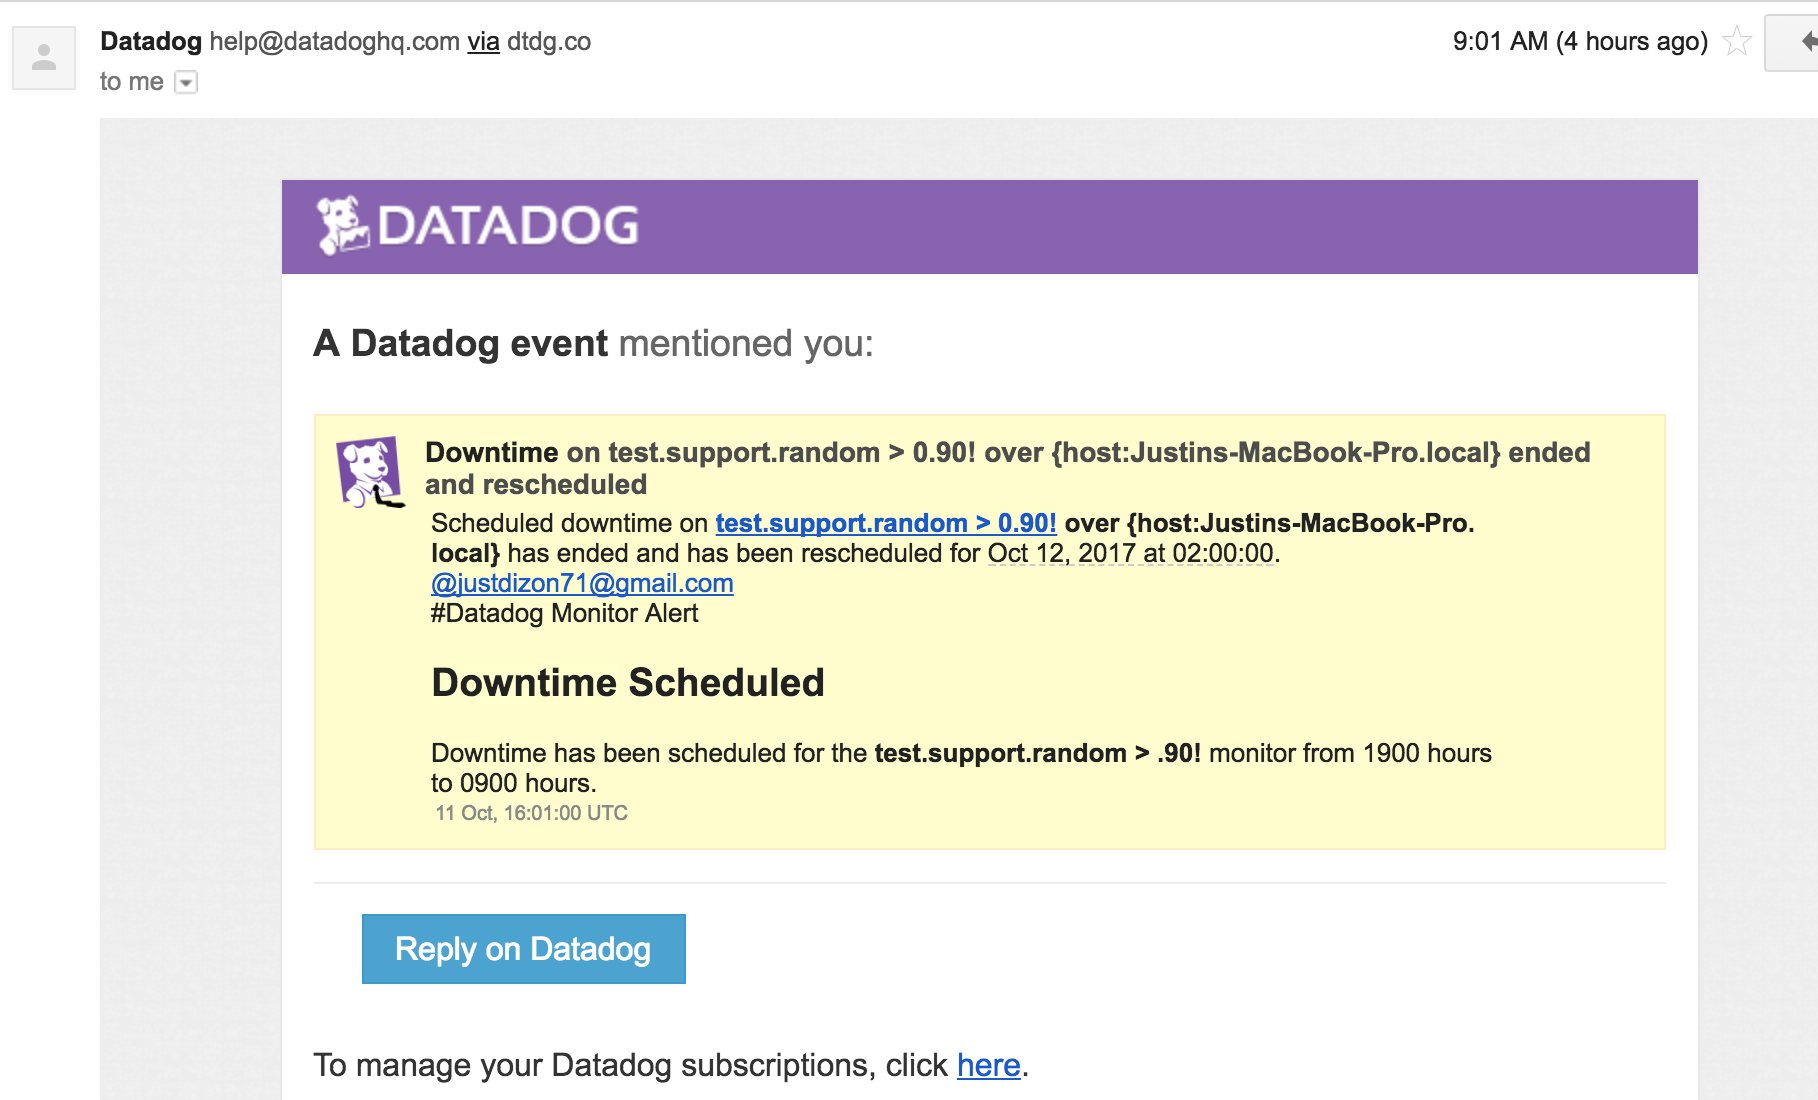 Datadog help@datadoghq.com via dtdg.co
9:01 AM (4 hours ago)
to me
DATADOG
A Datadog event mentioned you:
Downtime on test.support.random > 0.90! over {host:Justins-MacBook-Pro.local} ended
and rescheduled
Scheduled downtime on test.support.random > 0.90! over {host:Justins-MacBook-Pro.
local} has ended and has been rescheduled for Oct 12, 2017 at 02:00:00.
@justdizon71@gmail.com
#Datadog Monitor Alert
Downtime Scheduled
Downtime has been scheduled for the test.support.random > .90! monitor from 1900 hours
to 0900 hours.
11 Oct, 16:01:00 UTC
Reply on Datadog
To manage your Datadog subscriptions, click here.